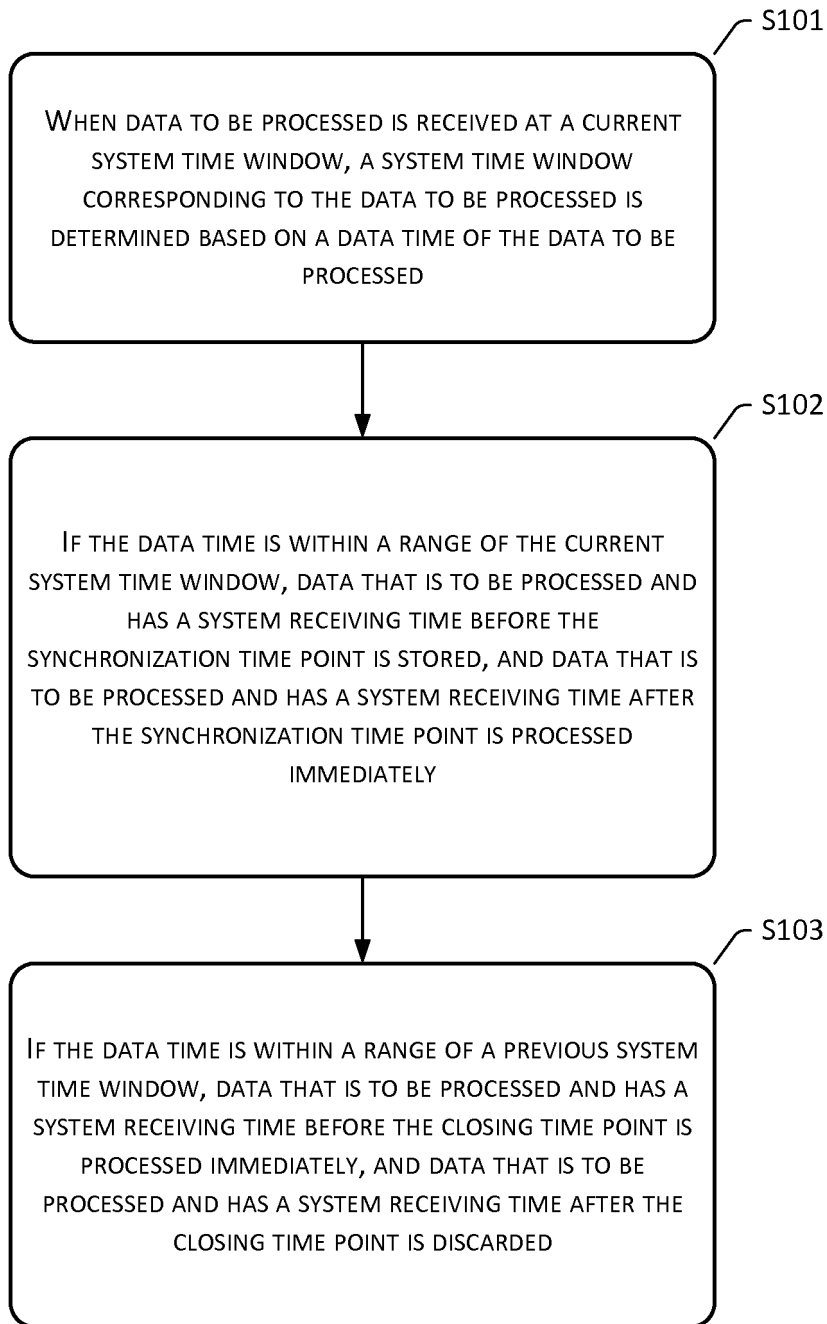 S101
WHEN DATA TO BE PROCESSED IS RECEIVED AT A CURRENT
SYSTEM TIME WINDOW, A SYSTEM TIME WINDOW
CORRESPONDING TO THE DATA TO BE PROCESSED IS
DETERMINED BASED ON A DATA TIME OF THE DATA TO BE
PROCESSED
S102
IF THE DATA TIME IS WITHIN A RANGE OF THE CURRENT
SYSTEM TIME WINDOW, DATA THAT IS TO BE PROCESSED AND
HAS A SYSTEM RECEIVING TIME BEFORE THE
SYNCHRONIZATION TIME POINT IS STORED, AND DATA THAT IS
TO BE PROCESSED AND HAS A SYSTEM RECEIVING TIME AFTER
THE SYNCHRONIZATION TIME POINT IS PROCESSED
IMMEDIATELY
S103
IF THE DATA TIME IS WITHIN A RANGE OF A PREVIOUS SYSTEM
TIME WINDOW, DATA THAT IS TO BE PROCESSED AND HAS A
SYSTEM RECEIVING TIME BEFORE THE CLOSING TIME POINT IS
PROCESSED IMMEDIATELY, AND DATA THAT IS TO BE
PROCESSED AND HAS A SYSTEM RECEIVING TIME AFTER THE
CLOSING TIME POINT IS DISCARDED